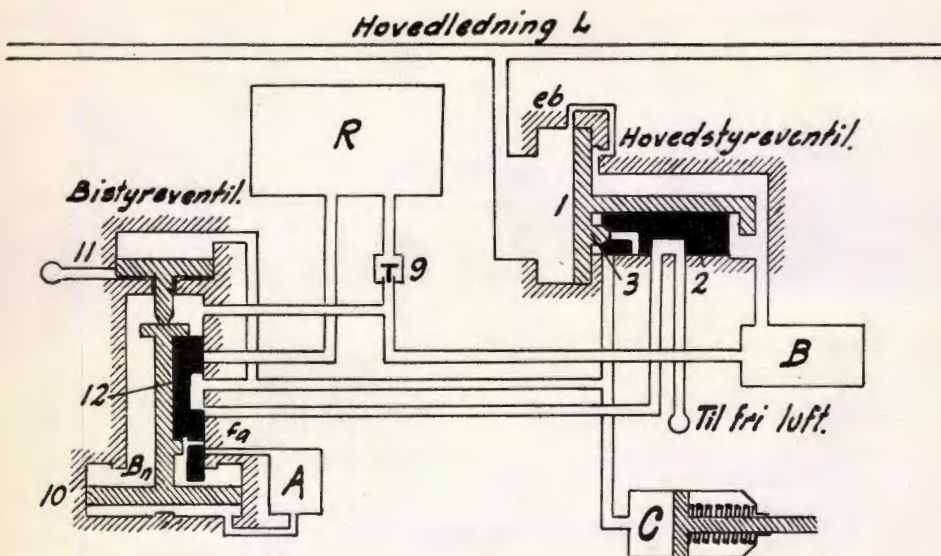 Hovedledning L
eb
R
Hovedstyreventil.
Bistyreventil.
1
11
9
3
2
B
12
Til fri luft.
fa
Bn
A
10
C